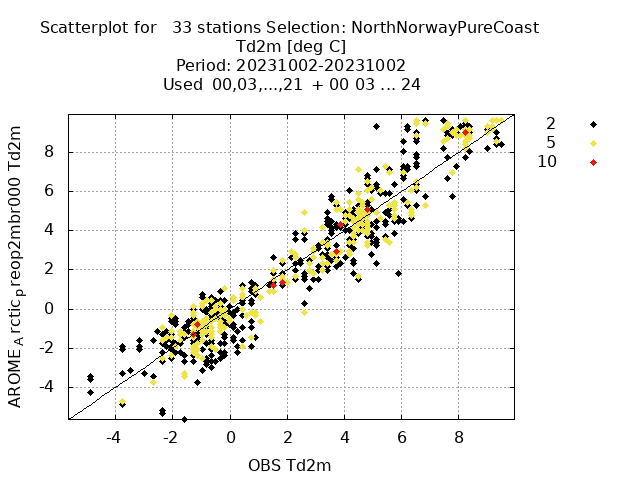 Scatterplot for 33 stations Selection: NorthNorwayPureCoast
Td2m [deg C]
Period: 20231002-20231002
Used 00,03,...,21 + 00 03 ... 24
2
5
10
AROME_Arctic_preop2mbr000 Td2m
8
6
4
2
0
-2
-4
-4 -2 0 2 4 6 8
OBS Td2m